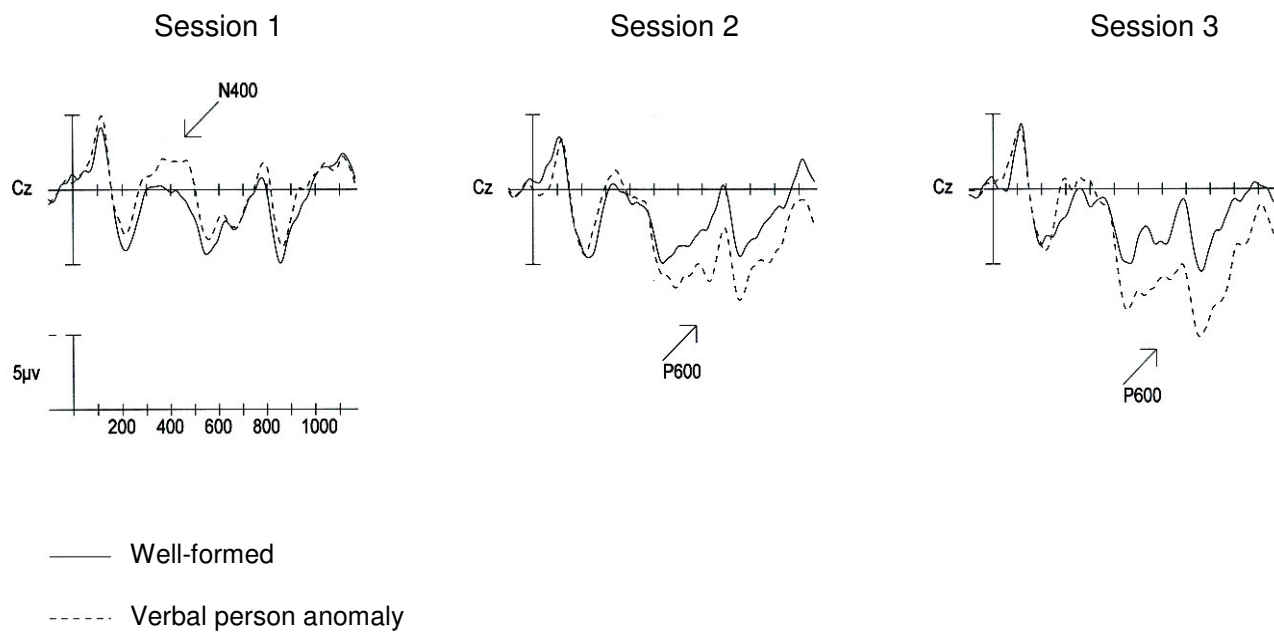 Session 1
Session 2
Session 3
N400
Cz
Cz
Cz
P600
P600
5µv
200 400 600 800 1000
Well-formed
Verbal person anomaly